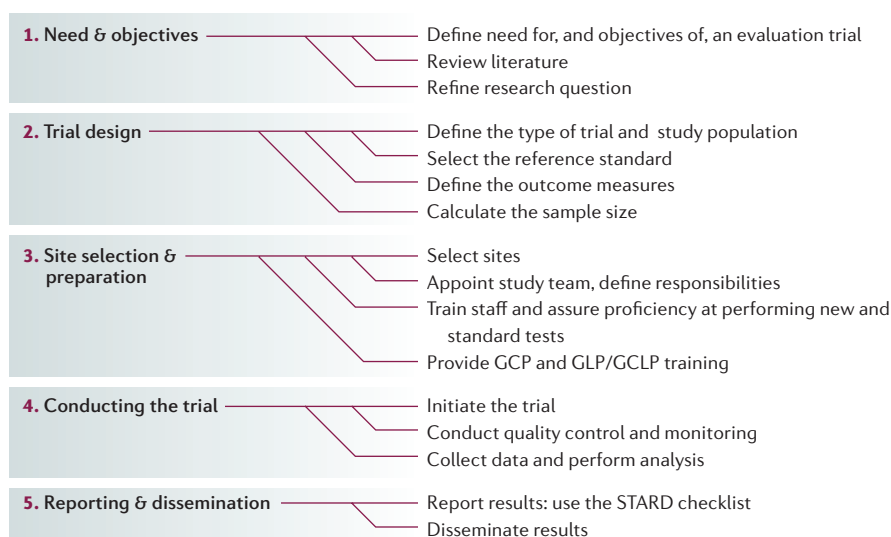 1. Need & objectives
Define need for, and objectives of, an evaluation trial
Review literature
Refine research question
2. Trial design
Define the type of trial and study population
Select the reference standard
Define the outcome measures
Calculate the sample size
3. Site selection &
preparation
Select sites
Appoint study team, define responsibilities
Train staff and assure proficiency at performing new and
standard tests
Provide GCP and GLP/GCLP training
4. Conducting the trial
Initiate the trial
Conduct quality control and monitoring
Collect data and perform analysis
5. Reporting & dissemination
Report results: use the STARD checklist
Disseminate results